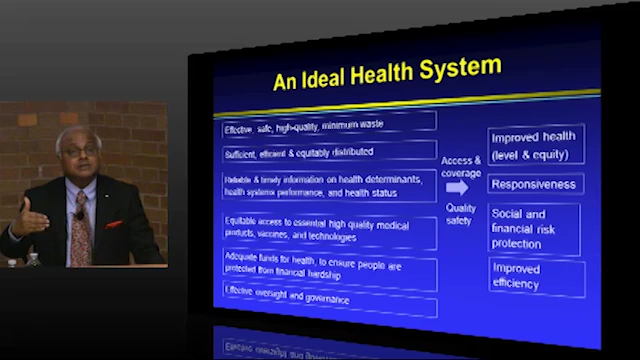 An Ideal Health System
Effective, safe, high-quality, minimum waste
Sufficient, efficient & equitably distributed
Reliable & timely information on health determinants,
health systems performance, and health status
Equitable access to essential high quality medical
products, vaccines, and technologies
Adequate funds for health, to ensure people are
protected from financial hardship
Effective oversight and governance
Access &
coverage
Quality
safety
Improved health
(level & equity)
Responsiveness
Social and
financial risk
protection
Improved
efficiency